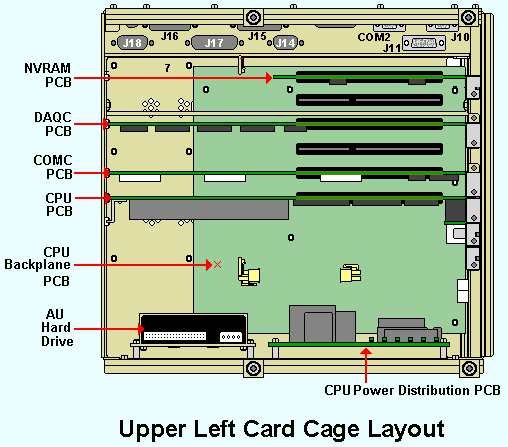 J16
J15
COM2
J10
J18
J17
J14
J11
7
NVRAM
PCB
DAQC
PCB
COMC
PCB
CPU
PCB
CPU
Backplane
PCB
AU
Hard
Drive
CPU Power Distribution PCB
Upper Left Card Cage Layout